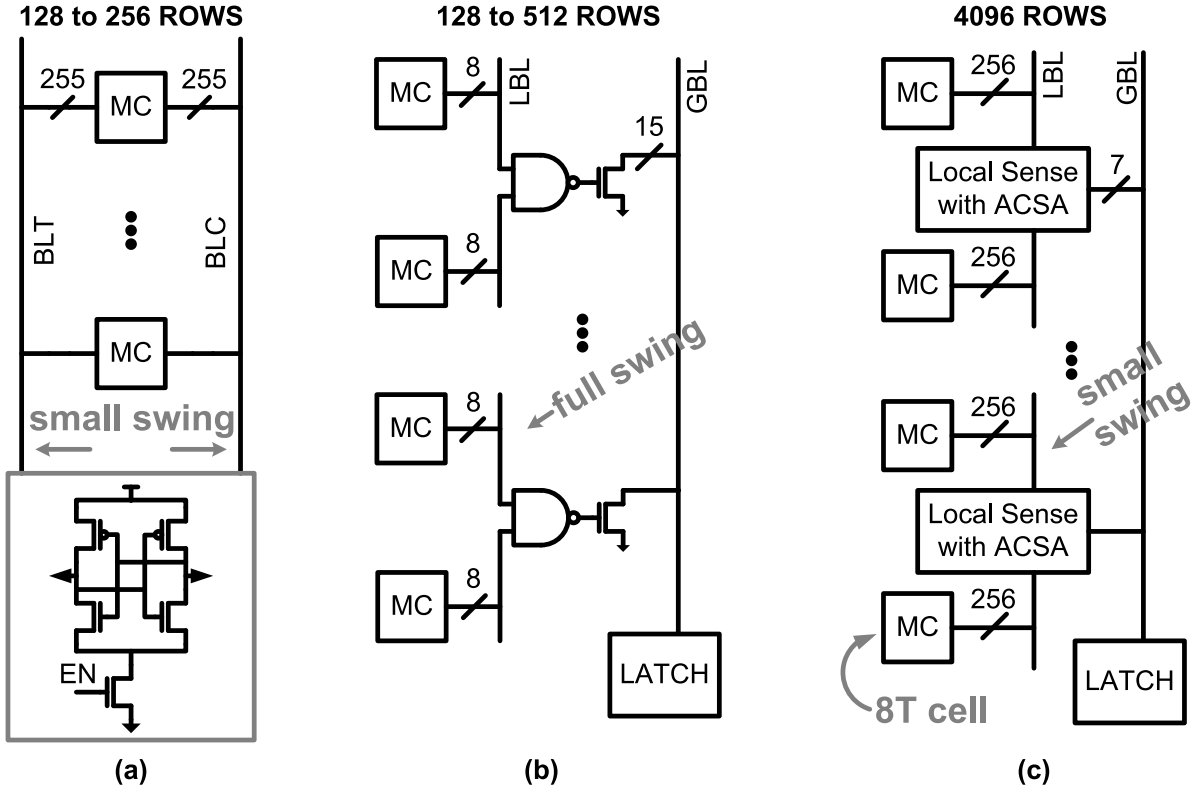 128 to 256 ROWS
255
MC
255
BLT
BLC
MC
small swing
EN
(a)
128 to 512 ROWS
MC
8
LBL
GBL
15
MC
8
full swing
MC
8
MC
8
LATCH
(b)
4096 ROWS
MC
256
LBL
GBL
Local Sense
with ACSA
7
MC
256
small
swing
MC
256
Local Sense
with ACSA
MC
256
8T cell
LATCH
(c)